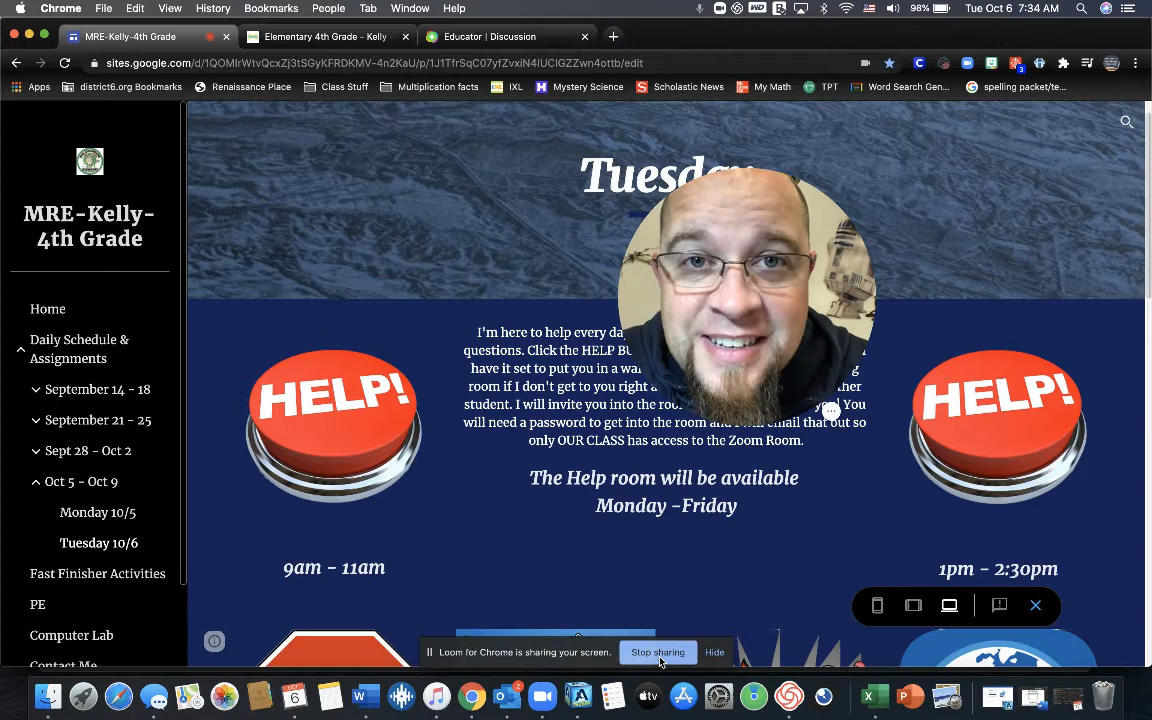 Chrome File Edit View History Bookmarks People Tab Window Help
98% Tue Oct 6 7:34 AM
MRE-Kelly-4th Grade
Elementary 4th Grade - Kelly -
Educator | Discussion
sites.google.com/d/1QOMIrWtvQcxZj3tSGyKFRDKMV-4n2KaU/p/1J1TfrSqC07yfZvxiN4lUClGZZwn4ottb/edit
Apps district6.org Bookmarks Renaissance Place Class Stuff Multiplication facts IXL Mystery Science Scholastic News My Math TPT Word Search Gen... spelling packet/te...
MRE-Kelly-
4th Grade
Home
Daily Schedule &
Assignments
September 14 - 18
September 21 - 25
Sept 28 - Oct 2
Oct 5 - Oct 9
Monday 10/5
Tuesday 10/6
Fast Finisher Activities
PE
Computer Lab
Contact Me
Tuesday
HELP!
I'm here to help every
questions. Click the HELP
have it set to put you in a
room if I don't get to you right
student. I will invite you into the
You
will need a password to get into the room and
email that out so
only OUR CLASS has access to the Zoom Room.
The Help room will be available
Monday -Friday
9am - 11am
HELP!
1pm - 2:30pm
Loom for Chrome is sharing your screen. Stop sharing Hide